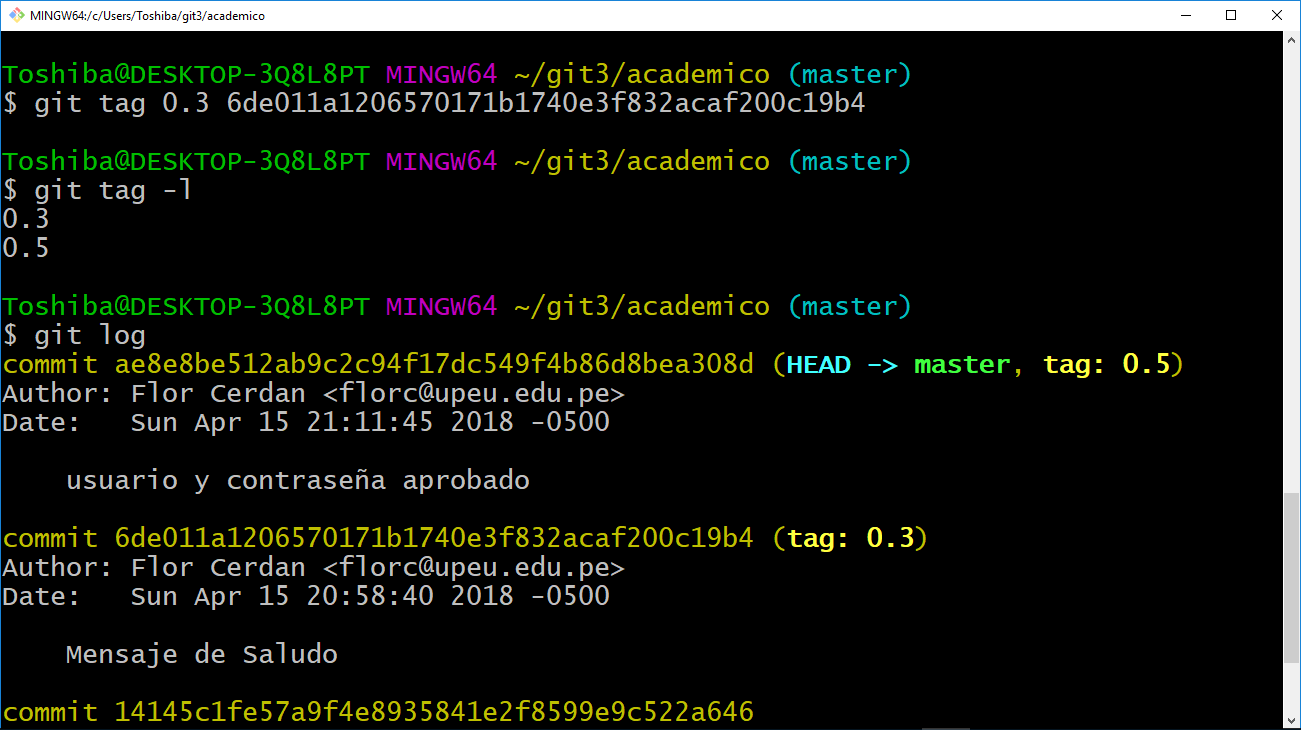 MINGW64:/c/Users/Toshiba/git3/academico
Toshiba@DESKTOP-3Q8L8PT MINGW64 ~/git3/academico (master)
$ git tag 0.3 6de011a1206570171b1740e3f832acaf200c19b4
Toshiba@DESKTOP-3Q8L8PT MINGW64 ~/git3/academico (master)
$ git tag -l
0.3
0.5
Toshiba@DESKTOP-3Q8L8PT MINGW64 ~/git3/academico (master)
$ git log
commit ae8e8be512ab9c2c94f17dc549f4b86d8bea308d (HEAD -> master, tag: 0.5)
Author: Flor Cerdan <florc@upeu.edu.pe>
Date:   Sun Apr 15 21:11:45 2018 -0500
    usuario y contraseña aprobado
commit 6de011a1206570171b1740e3f832acaf200c19b4 (tag: 0.3)
Author: Flor Cerdan <florc@upeu.edu.pe>
Date:   Sun Apr 15 20:58:40 2018 -0500
    Mensaje de Saludo
commit 14145c1fe57a9f4e8935841e2f8599e9c522a646